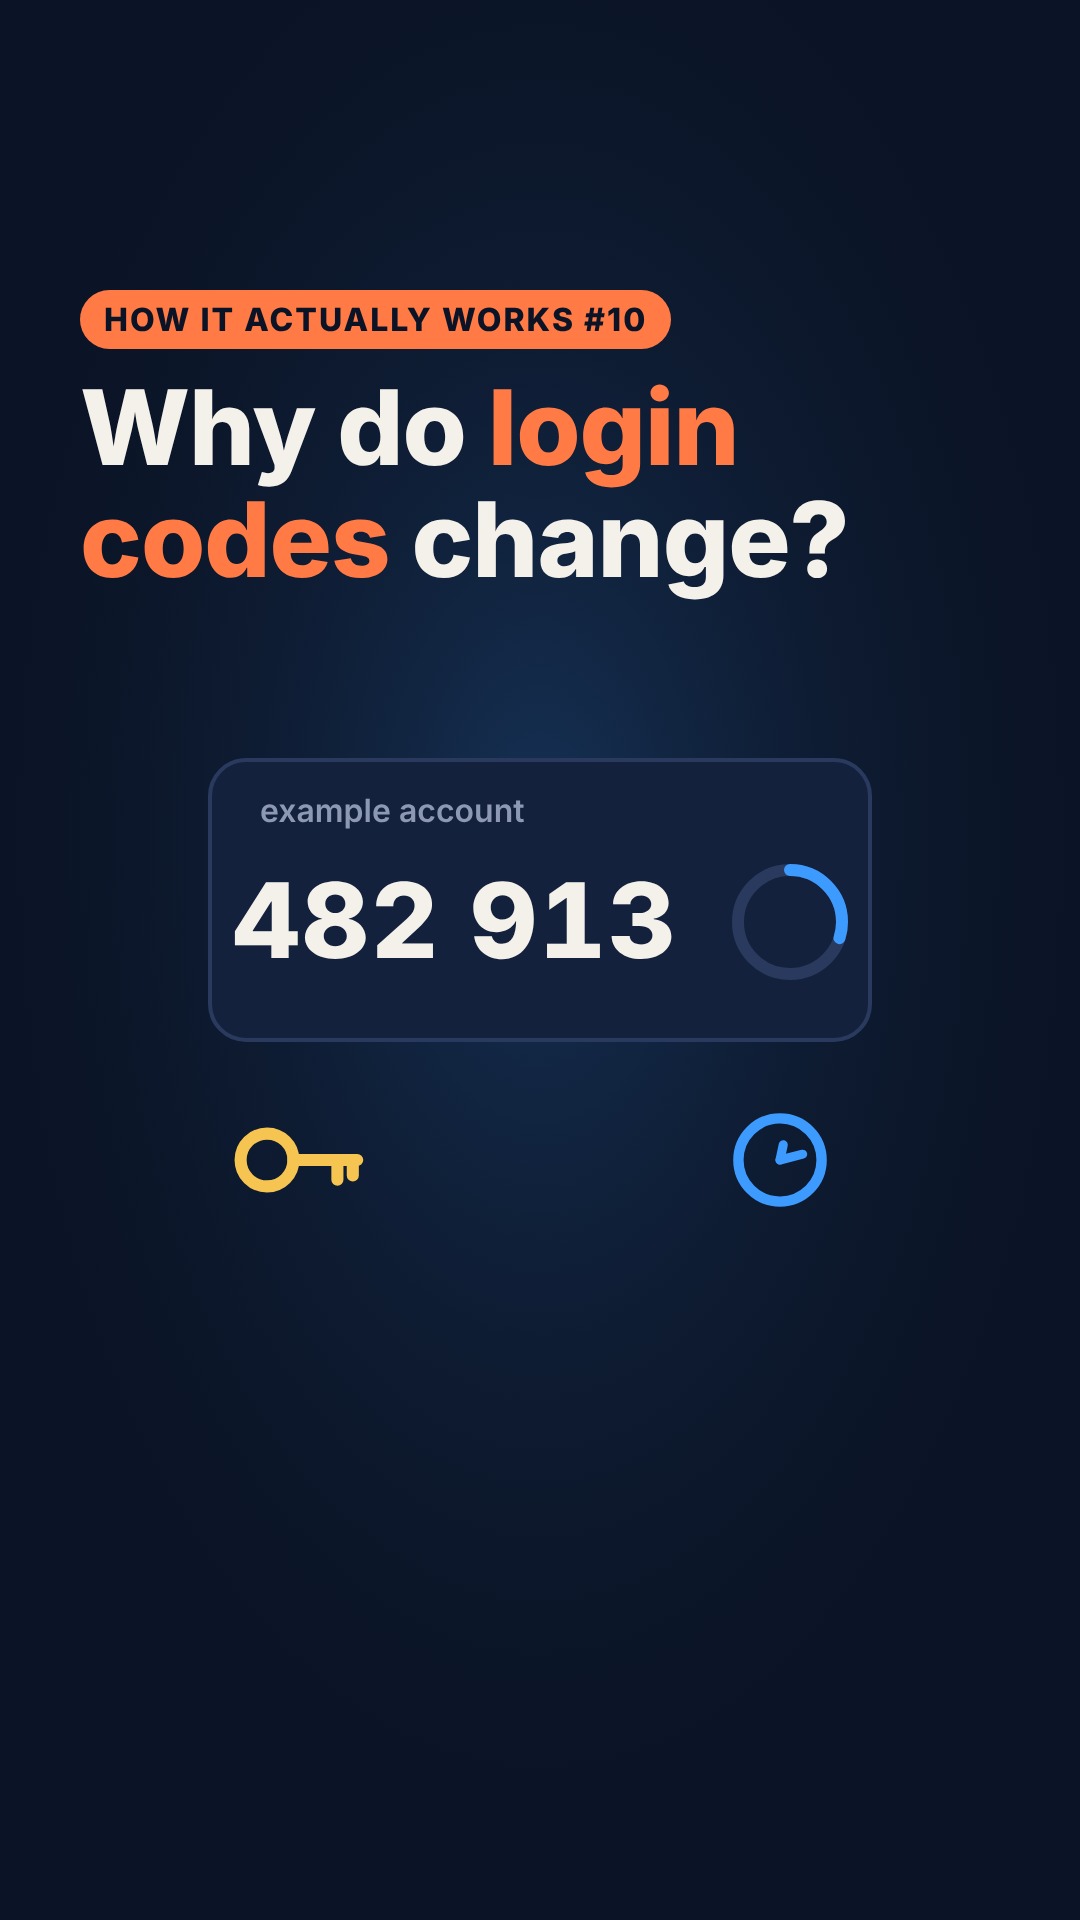 HOW IT ACTUALLY WORKS #10
Why do login
codes change?
example account
482 913